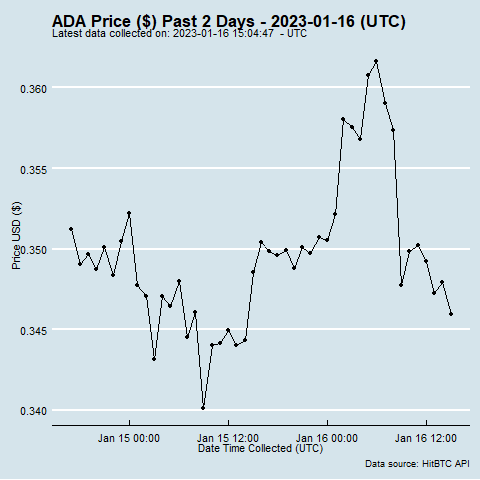 ADA Price ($) Past 2 Days - 2023-01-16 (UTC)
Latest data collected on: 2023-01-16 15:04:47 - UTC
0.360
0.355
0.350
0.345
0.340
Price USD ($)
Jan 15 00:00
Jan 15 12:00
Jan 16 00:00
Jan 16 12:00
Date Time Collected (UTC)
Data source: HitBTC API